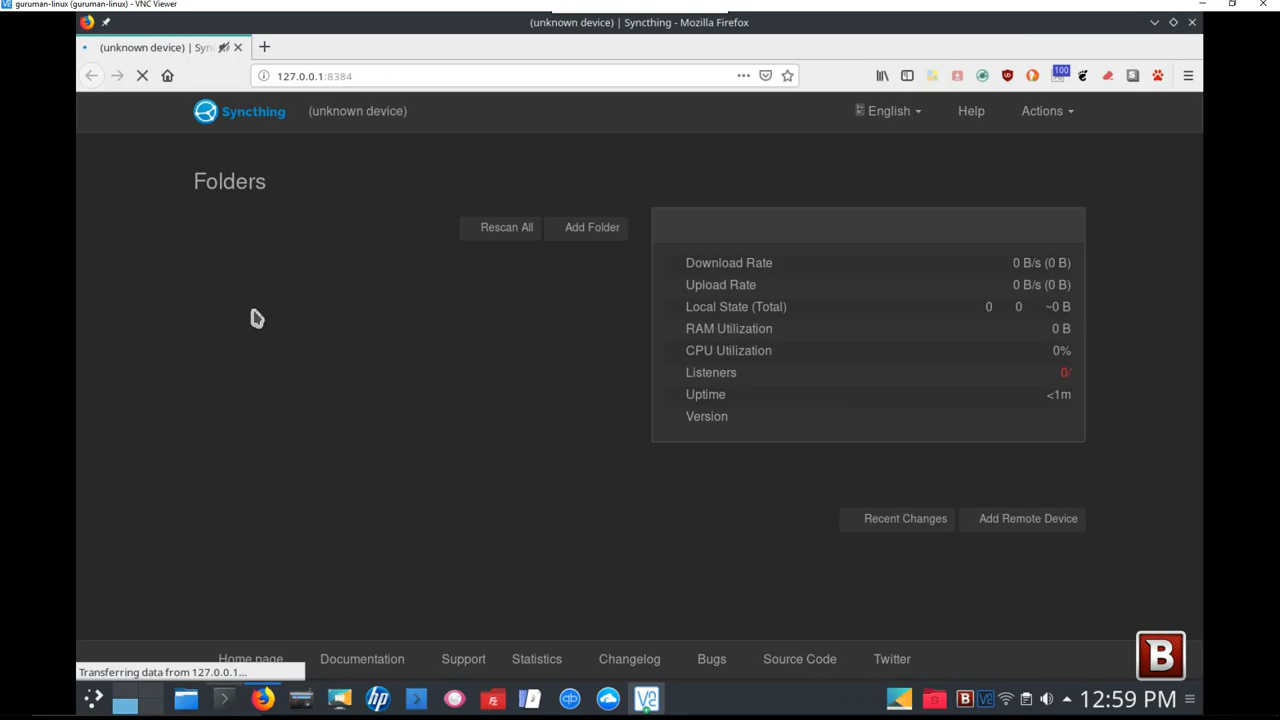 guruman-linux (guruman-linux) - VNC Viewer
(unknown device) | Syncthing - Mozilla Firefox
(unknown device) | Syn
127.0.0.1:8384
100
Syncthing (unknown device) English Help Actions
Folders
Rescan All Add Folder
Download Rate 0 B/s (0 B)
Upload Rate 0 B/s (0 B)
Local State (Total) 0 0 ~0 B
RAM Utilization 0 B
CPU Utilization 0%
Listeners 0/
Uptime <1m
Version
Recent Changes Add Remote Device
Home page Documentation Support Statistics Changelog Bugs Source Code Twitter
Transferring data from 127.0.0.1...
B
12:59 PM